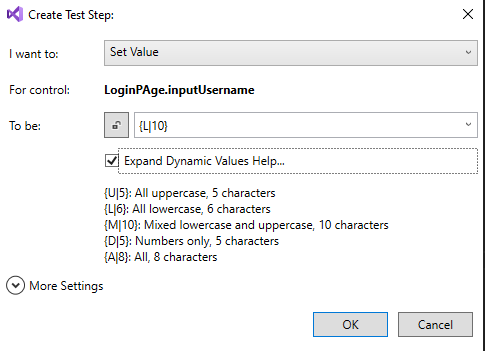 Create Test Step:
I want to: Set Value
For control: LoginPAge.inputUsername
To be: {L|10}
Expand Dynamic Values Help...
{U|5}: All uppercase, 5 characters
{L|6}: All lowercase, 6 characters
{M|10}: Mixed lowercase and uppercase, 10 characters
{D|5}: Numbers only, 5 characters
{A|8}: All, 8 characters
More Settings
OK Cancel